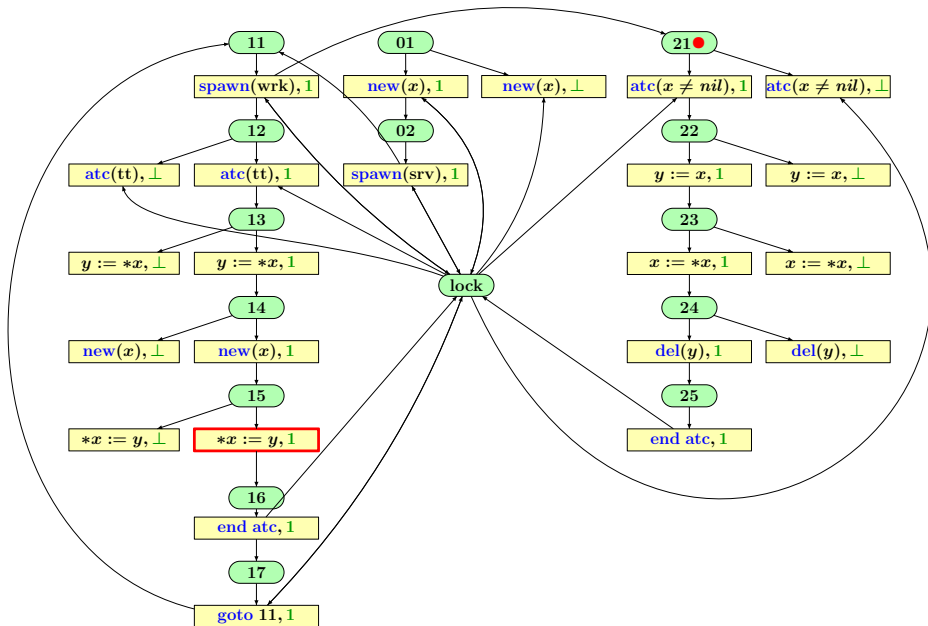 11
01
21
spawn(wrk), 1
new(x), 1
new(x), ⊥
atc(x ≠ nil), 1
atc(x ≠ nil), ⊥
12
02
22
atc(tt), ⊥
atc(tt), 1
spawn(srv), 1
y := x, 1
y := x, ⊥
13
23
y := *x, ⊥
y := *x, 1
x := *x, 1
x := *x, ⊥
lock
14
24
new(x), ⊥
new(x), 1
del(y), 1
del(y), ⊥
15
25
*x := y, ⊥
*x := y, 1
end atc, 1
16
end atc, 1
17
goto 11, 1